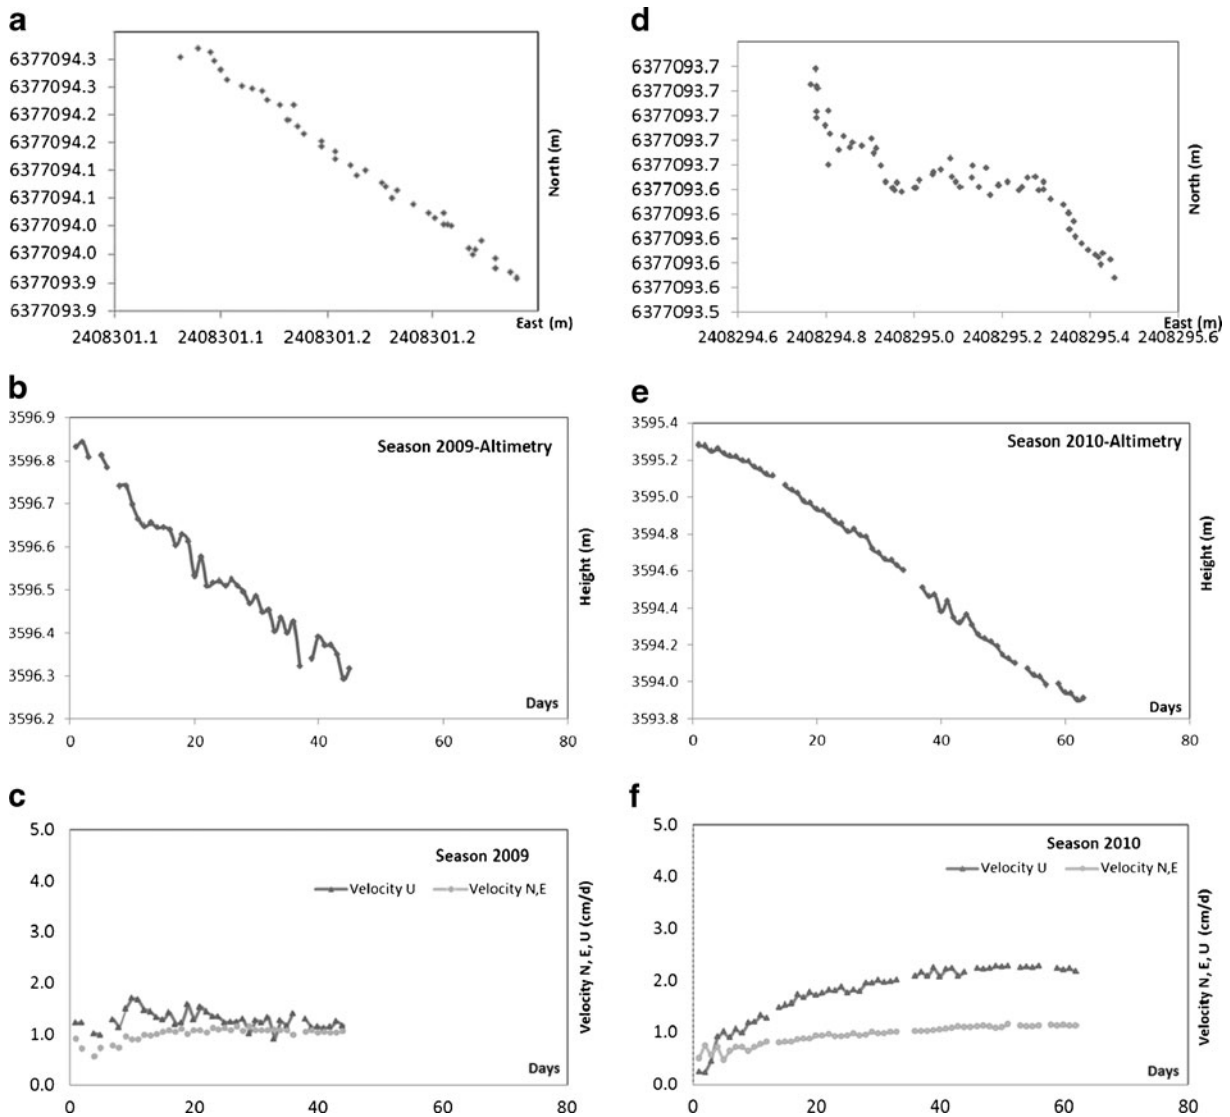 a
6377094.3
6377094.3
6377094.2
6377094.2
6377094.1
6377094.1
6377094.0
6377094.0
6377093.9
6377093.9
2408301.1 2408301.1 2408301.2 2408301.2
East (m)
North (m)
d
6377093.7
6377093.7
6377093.7
6377093.7
6377093.7
6377093.6
6377093.6
6377093.6
6377093.6
6377093.6
6377093.5
2408294.6 2408294.8 2408295.0 2408295.2 2408295.4 2408295.6
East (m)
North (m)
b
Season 2009-Altimetry
3596.9
3596.8
3596.7
3596.6
3596.5
3596.4
3596.3
3596.2
0 20 40 60 80
Days
Height (m)
e
Season 2010-Altimetry
3595.4
3595.2
3595.0
3594.8
3594.6
3594.4
3594.2
3594.0
3593.8
0 20 40 60 80
Days
Height (m)
c
Season 2009
Velocity U Velocity N,E
5.0
4.0
3.0
2.0
1.0
0.0
0 20 40 60 80
Days
Velocity N, E, U (cm/d)
f
Season 2010
Velocity U Velocity N,E
5.0
4.0
3.0
2.0
1.0
0.0
0 20 40 60 80
Days
Velocity N, E, U (cm/d)